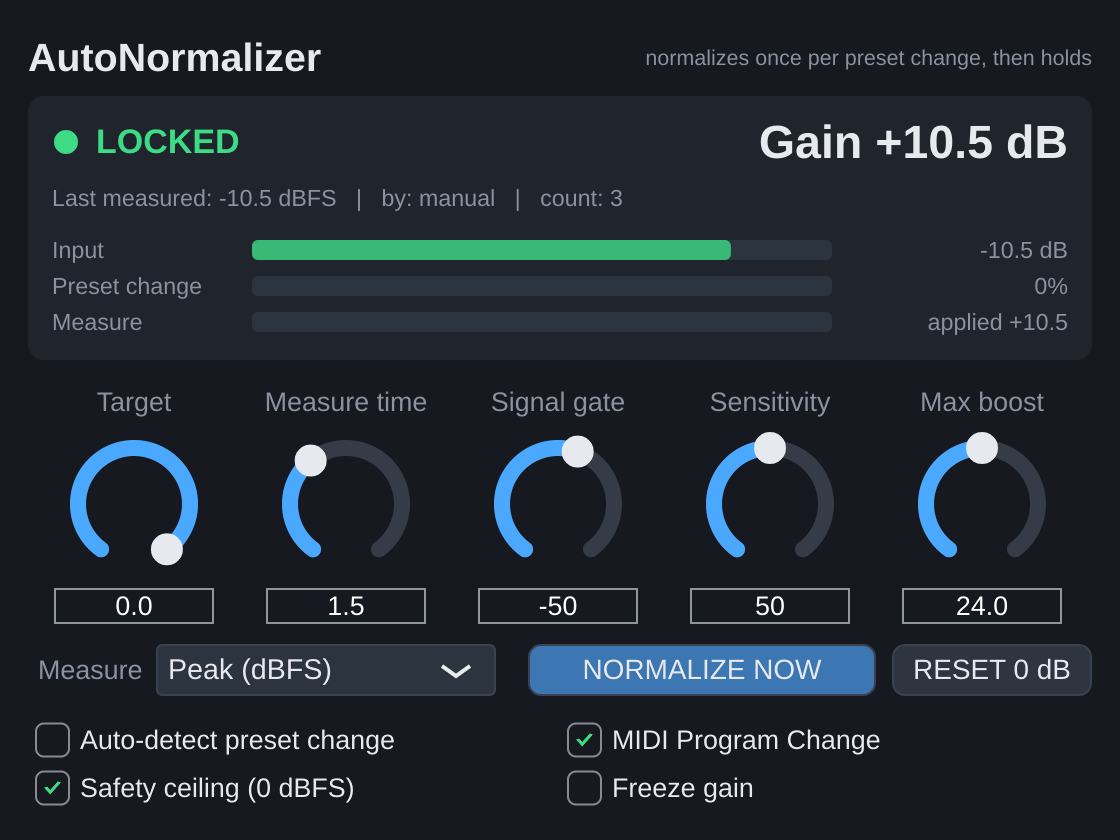 AutoNormalizer
normalizes once per preset change, then holds
LOCKED
Gain +10.5 dB
Last measured: -10.5 dBFS | by: manual | count: 3
Input -10.5 dB
Preset change 0%
Measure applied +10.5
Target Measure time Signal gate Sensitivity Max boost
0.0 1.5 -50 50 24.0
Measure Peak (dBFS) NORMALIZE NOW RESET 0 dB
Auto-detect preset change MIDI Program Change
Safety ceiling (0 dBFS) Freeze gain